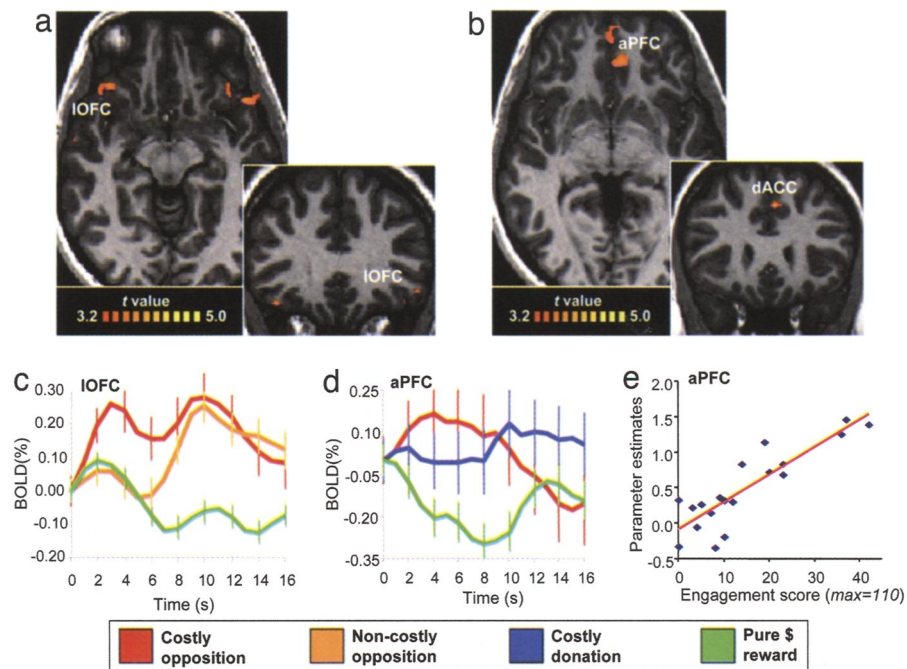 a
lOFC
lOFC
t value
3.2
5.0
b
aPFC
dACC
t value
3.2
5.0
c
lOFC
BOLD(%)
0.30
0.20
0.10
0.00
-0.10
-0.20
0 2 4 6 8 10 12 14 16
Time (s)
d
aPFC
BOLD(%)
0.25
0.10
-0.05
-0.20
-0.35
0 2 4 6 8 10 12 14 16
Time (s)
e
aPFC
Parameter estimates
2.0
1.5
1.0
0.5
0.0
-0.5
0 10 20 30 40
Engagement score (max=110)
Costly opposition
Non-costly opposition
Costly donation
Pure $ reward